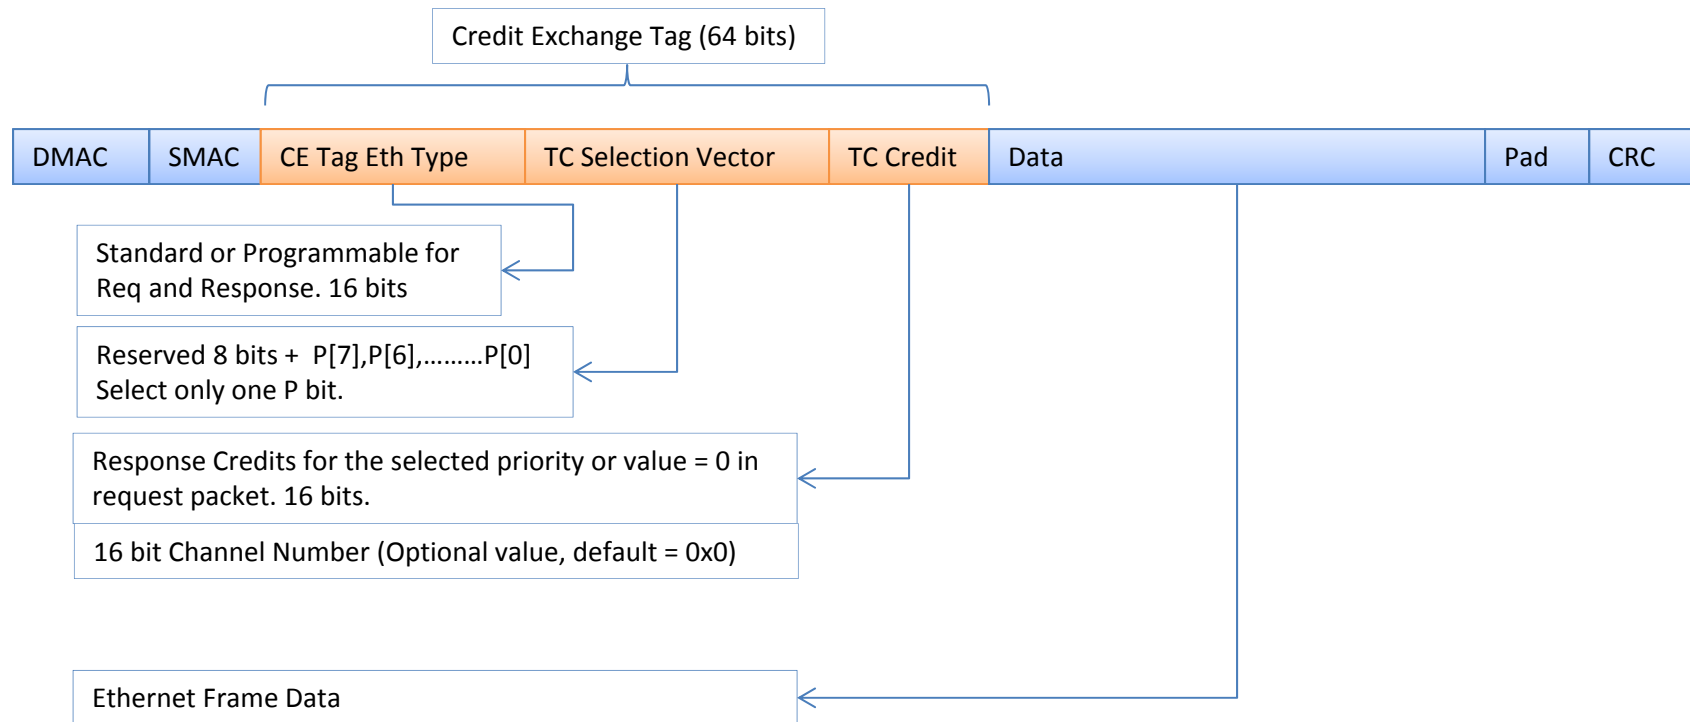 Credit Exchange Tag (64 bits)
DMAC SMAC CE Tag Eth Type TC Selection Vector TC Credit Data Pad CRC
Standard or Programmable for
Req and Response. 16 bits
Reserved 8 bits + P[7],P[6],.........P[0]
Select only one P bit.
Response Credits for the selected priority or value = 0 in
request packet. 16 bits.
16 bit Channel Number (Optional value, default = 0x0)
Ethernet Frame Data